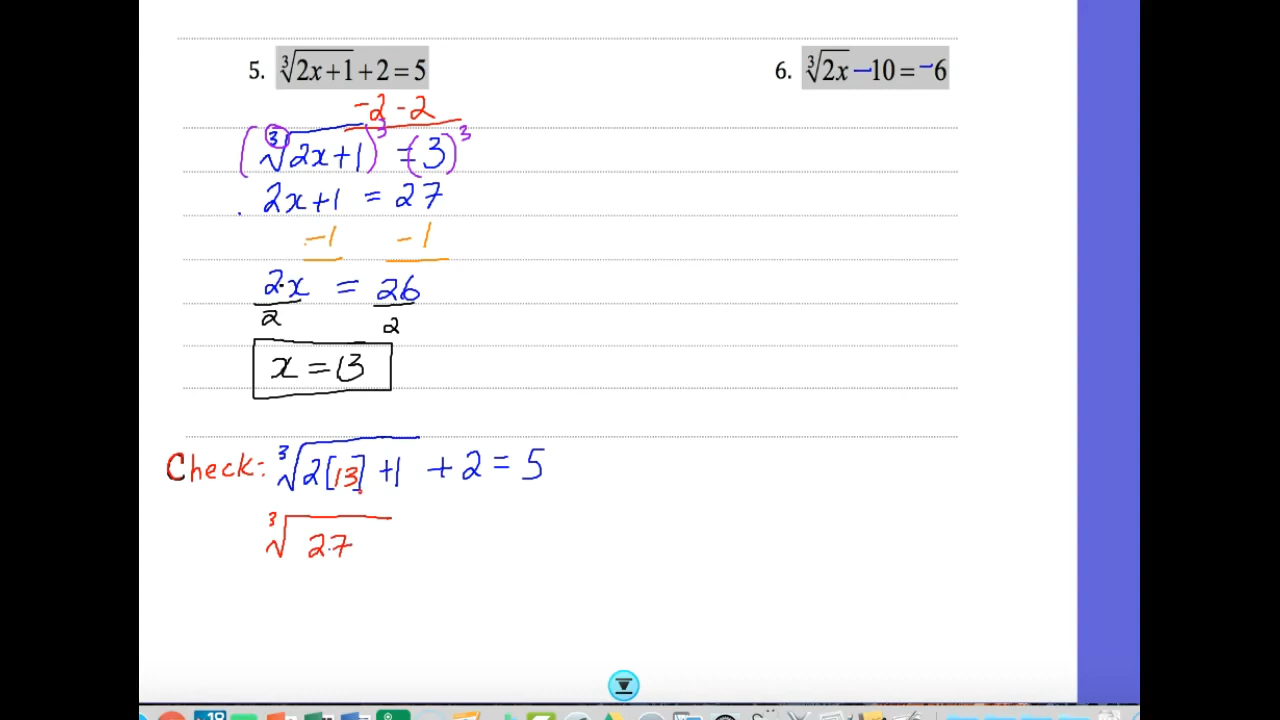 5. ∛(2x+1) + 2 = 5
6. ∛(2x) − 10 = −6
-2 -2
(∛(2x+1))³ = (3)³
2x+1 = 27
-1 -1
2x = 26
2 2
x = 13
Check: ∛(2[13] +1) + 2 = 5
∛27